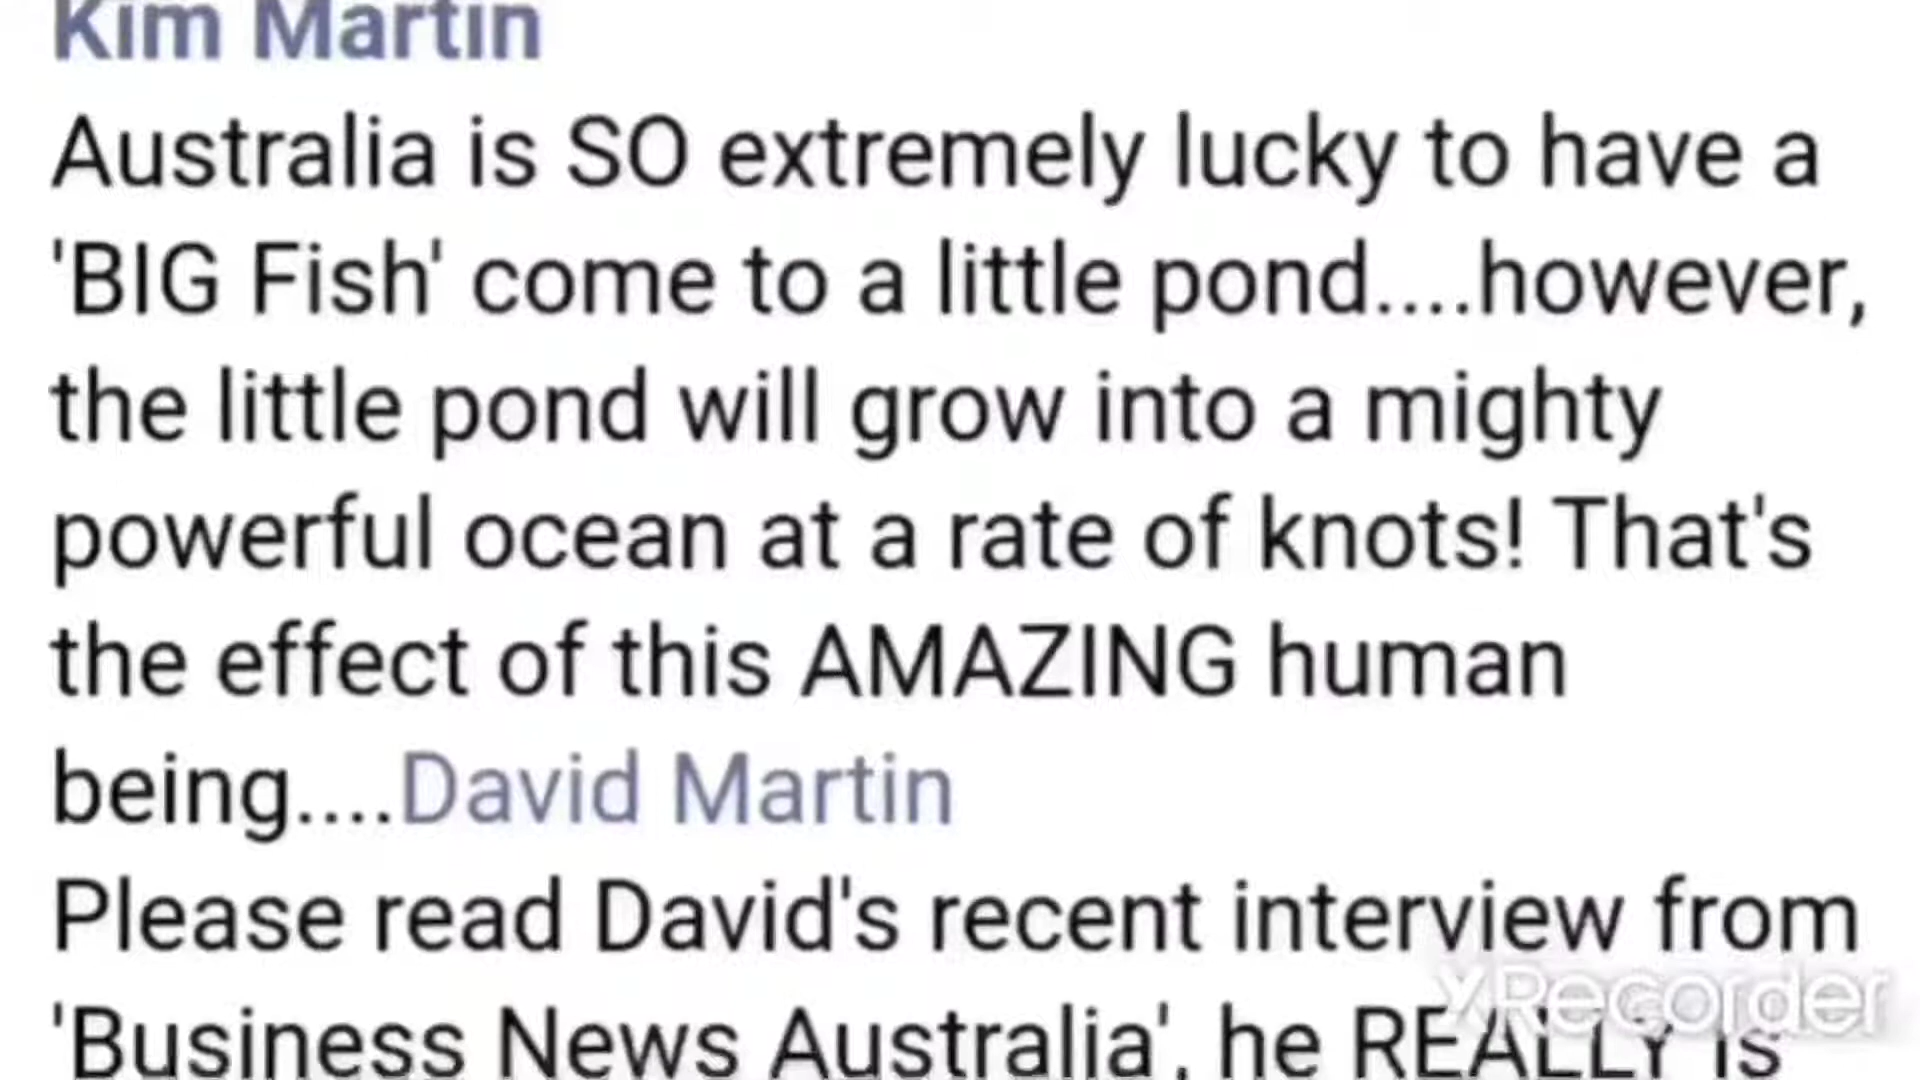 Kim Martin
Australia is SO extremely lucky to have a
'BIG Fish' come to a little pond....however,
the little pond will grow into a mighty
powerful ocean at a rate of knots! That's
the effect of this AMAZING human
being....David Martin
Please read David's recent interview from
'Business News Australia', he REALLY is
XRecorder